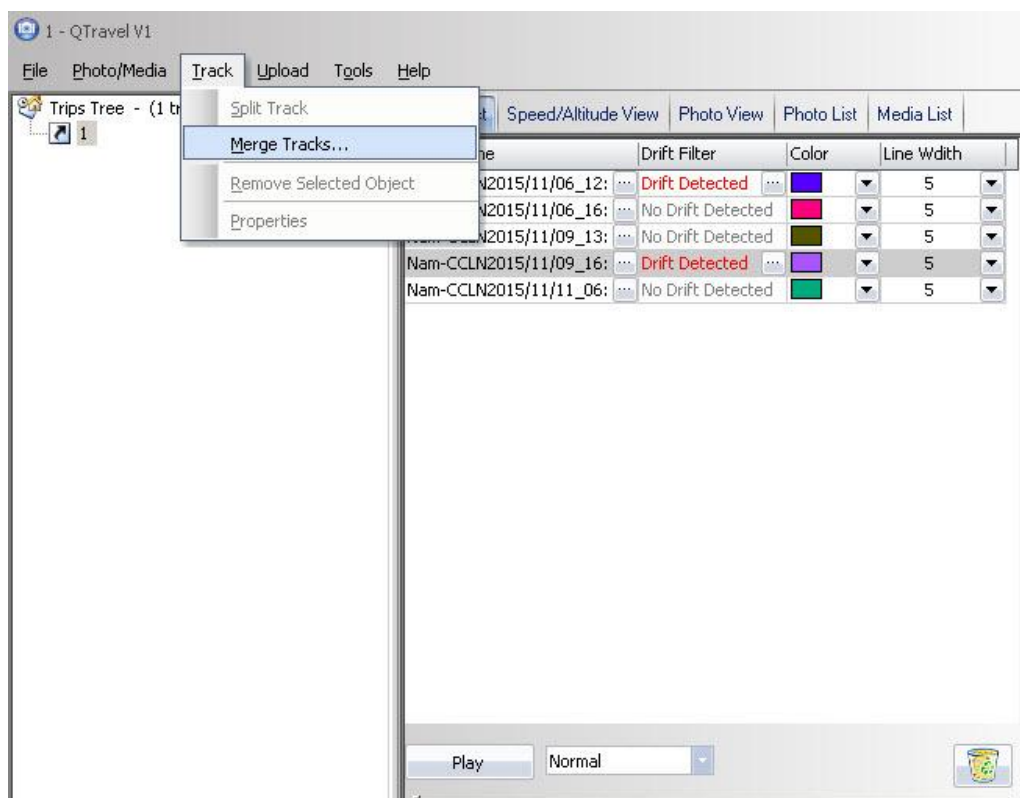 1 - QTravel V1
File Photo/Media Track Upload Tools Help
Trips Tree - (1 tr
1
Split Track
Merge Tracks...
Remove Selected Object
Properties
Speed/Altitude View Photo View Photo List Media List
Drift Filter Color Line Wdith
N2015/11/06_12: ... Drift Detected ... 5
N2015/11/06_16: ... No Drift Detected 5
N2015/11/09_13: ... No Drift Detected 5
Nam-CCLN2015/11/09_16: ... Drift Detected ... 5
Nam-CCLN2015/11/11_06: ... No Drift Detected 5
Play Normal